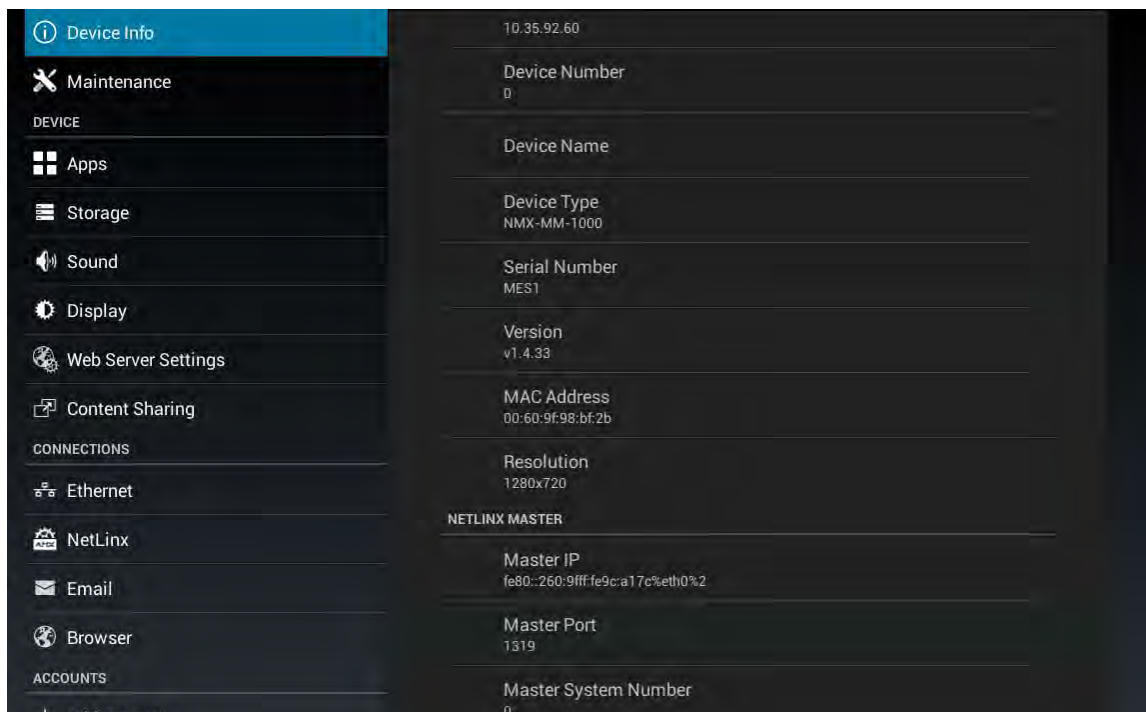 Device Info
Maintenance
DEVICE
Apps
Storage
Sound
Display
Web Server Settings
Content Sharing
CONNECTIONS
Ethernet
NetLinx
AMX
Email
Browser
ACCOUNTS
10.35.92.60
Device Number
0
Device Name
Device Type
NMX-MM-1000
Serial Number
MES1
Version
v1.4.33
MAC Address
00:60:9f:98:bf:2b
Resolution
1280x720
NETLINX MASTER
Master IP
fe80::260:9fff:fe9c:a17c%eth0%2
Master Port
1319
Master System Number
0